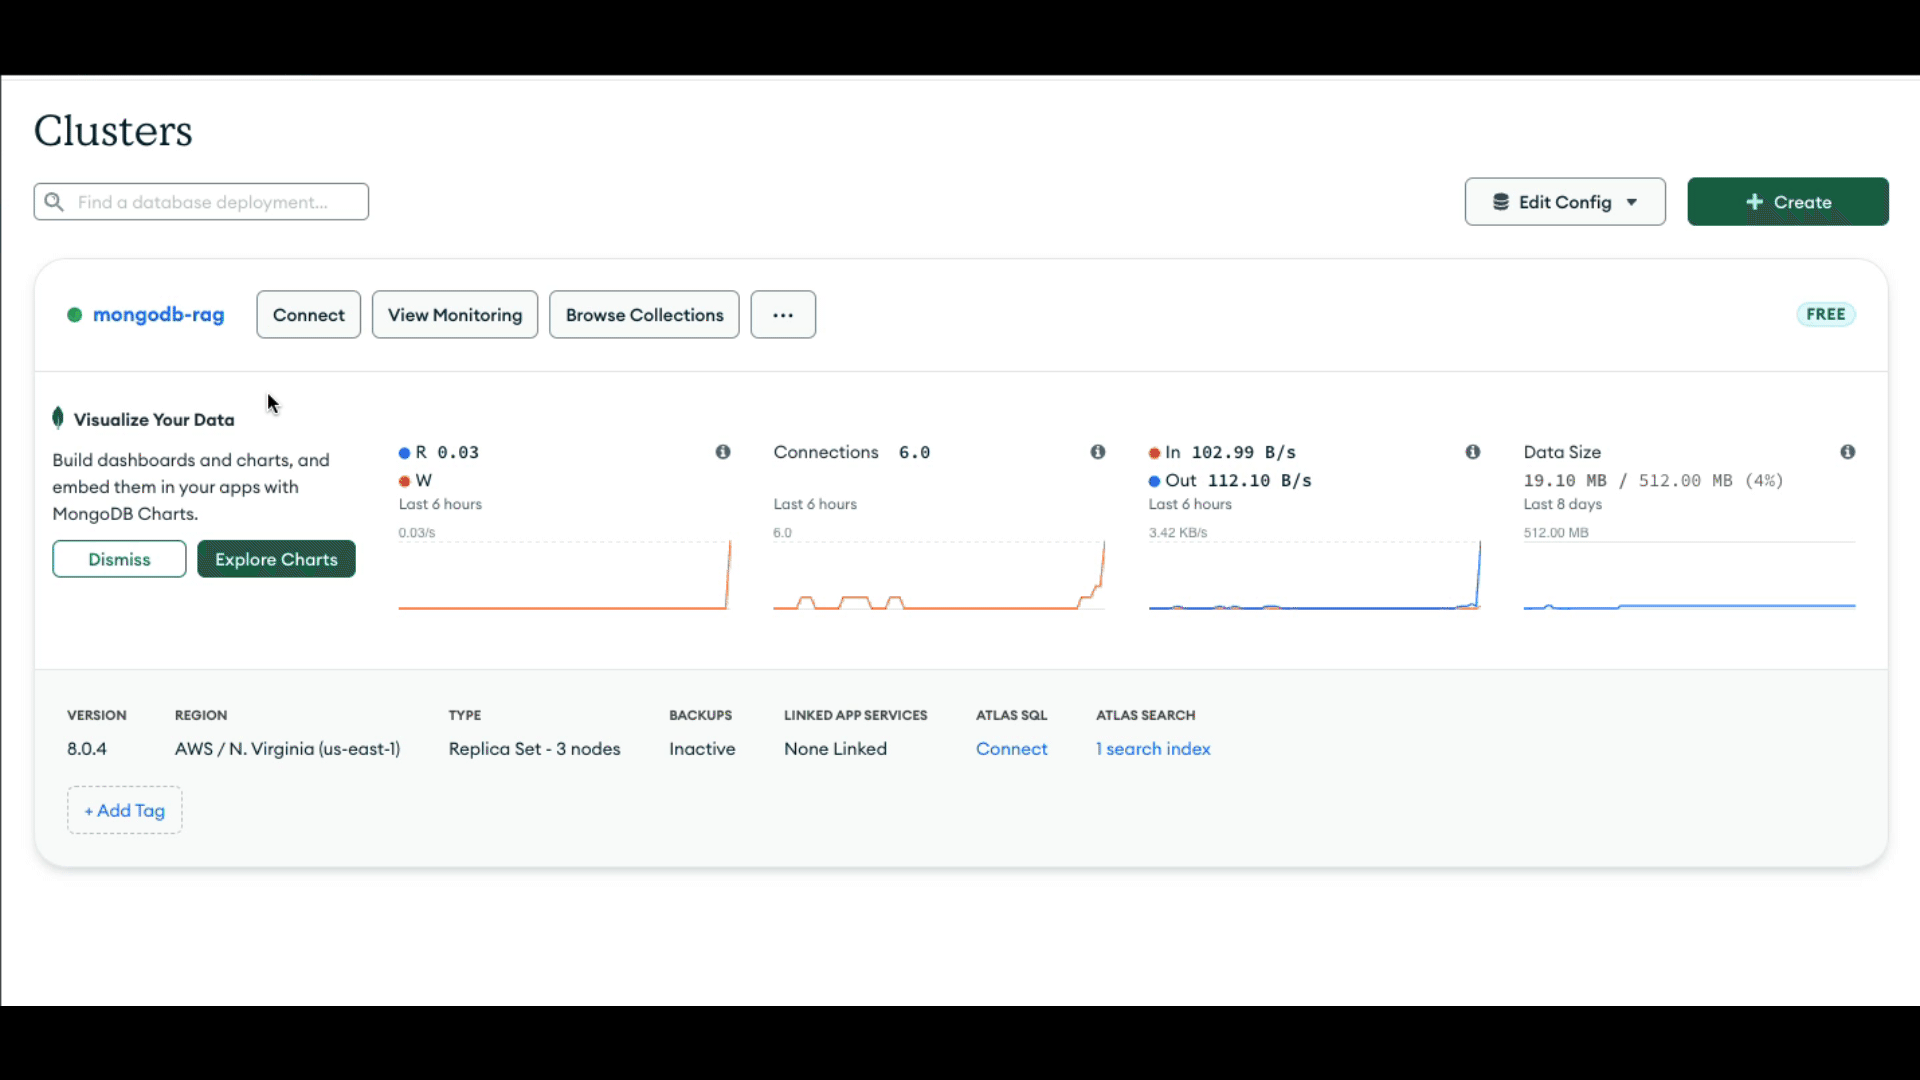 Clusters
Find a database deployment...
Edit Config
+ Create
mongodb-rag
Connect
View Monitoring
Browse Collections
...
FREE
Visualize Your Data
Build dashboards and charts, and
embed them in your apps with
MongoDB Charts.
Dismiss
Explore Charts
R 0.03
W
Last 6 hours
0.03/s
Connections 6.0
Last 6 hours
6.0
In 102.99 B/s
Out 112.10 B/s
Last 6 hours
3.42 KB/s
Data Size
19.10 MB / 512.00 MB (4%)
Last 8 days
512.00 MB
VERSION
8.0.4
REGION
AWS / N. Virginia (us-east-1)
TYPE
Replica Set - 3 nodes
BACKUPS
Inactive
LINKED APP SERVICES
None Linked
ATLAS SQL
Connect
ATLAS SEARCH
1 search index
+ Add Tag